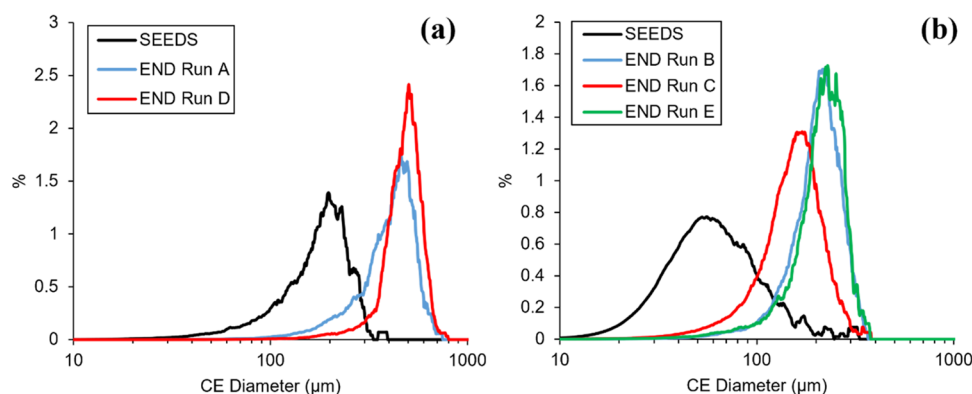 (a)
SEEDS
END Run A
END Run D
3
2.5
2
1.5
1
0.5
0
%
10
100
1000
CE Diameter (µm)
(b)
SEEDS
END Run B
END Run C
END Run E
2
1.8
1.6
1.4
1.2
1
0.8
0.6
0.4
0.2
0
%
10
100
1000
CE Diameter (µm)